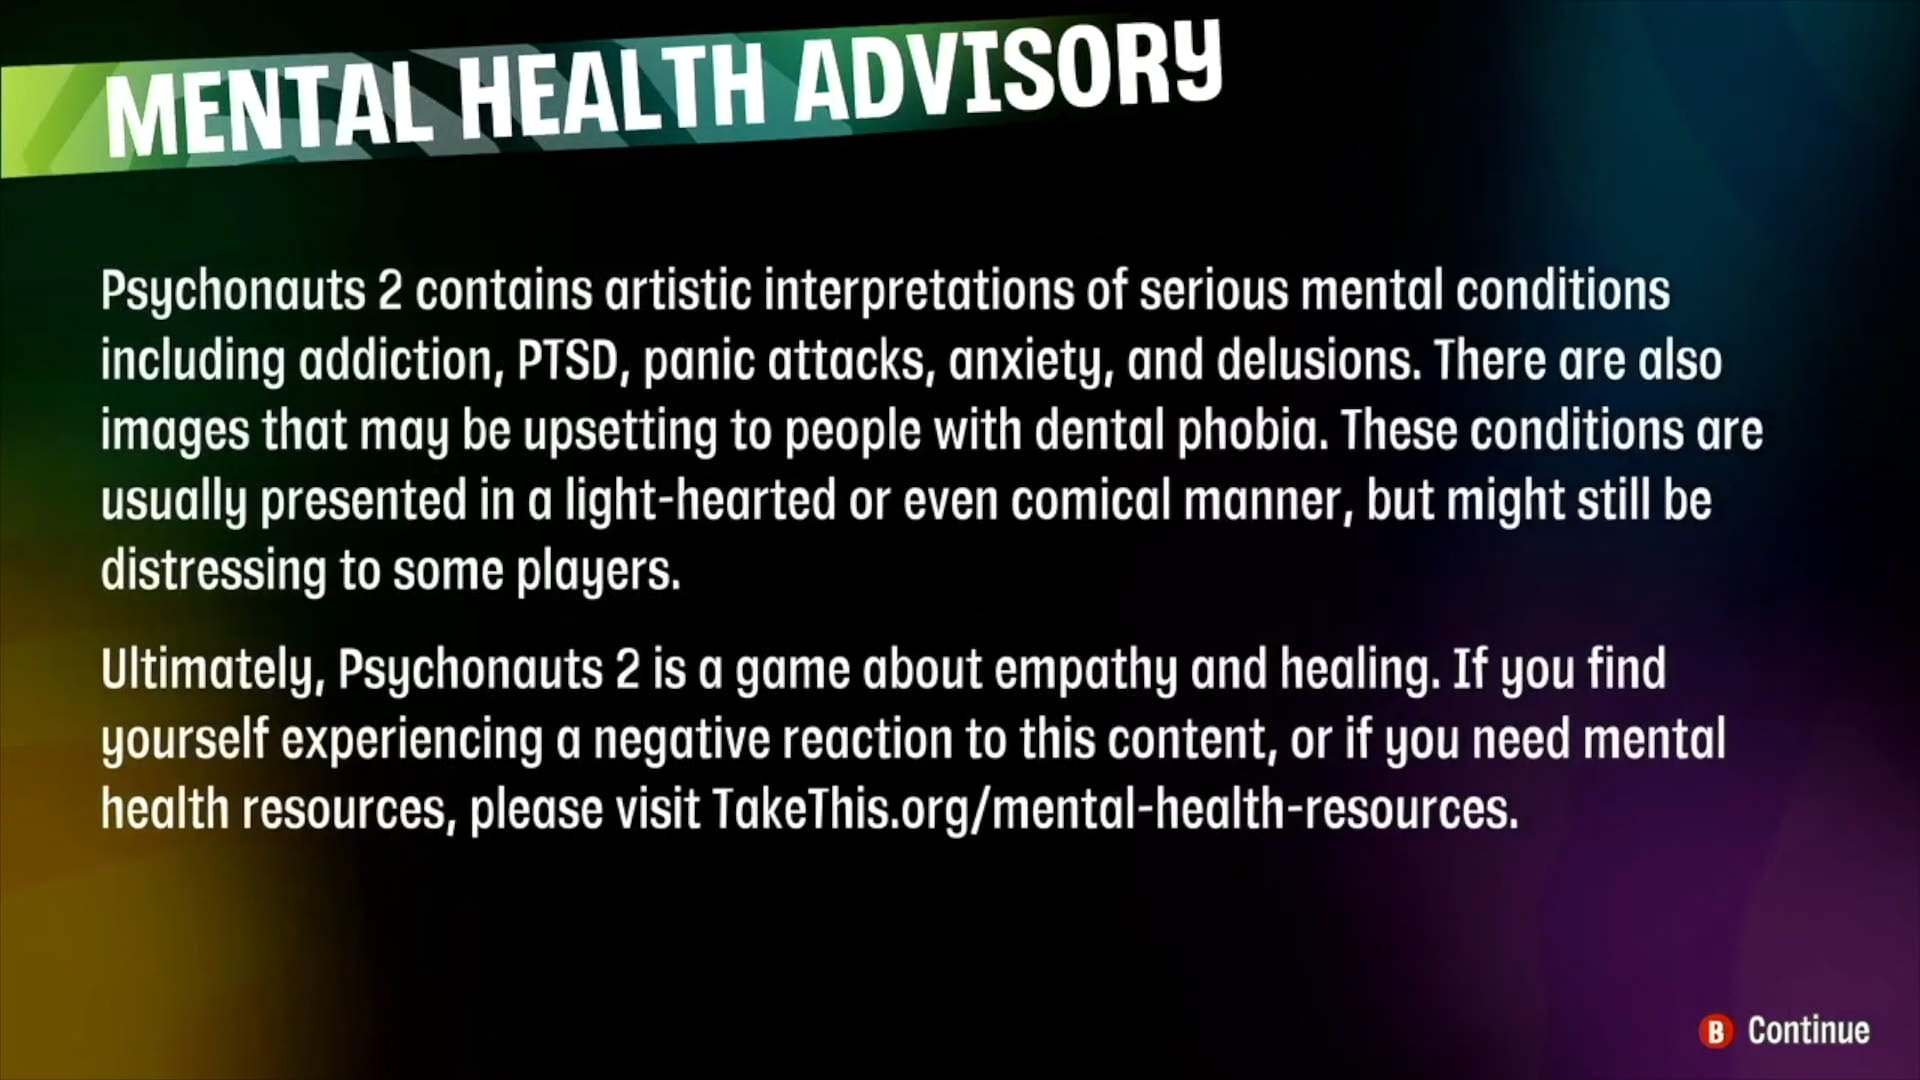 MENTAL HEALTH ADVISORY
Psychonauts 2 contains artistic interpretations of serious mental conditions
including addiction, PTSD, panic attacks, anxiety, and delusions. There are also
images that may be upsetting to people with dental phobia. These conditions are
usually presented in a light-hearted or even comical manner, but might still be
distressing to some players.
Ultimately, Psychonauts 2 is a game about empathy and healing. If you find
yourself experiencing a negative reaction to this content, or if you need mental
health resources, please visit TakeThis.org/mental-health-resources.
B Continue